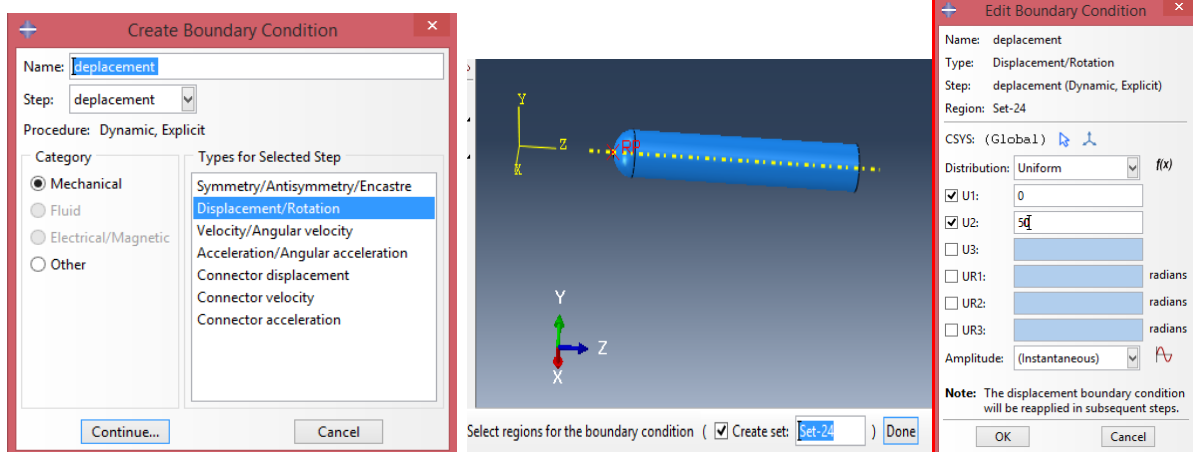 Create Boundary Condition
Name: deplacement
Step: deplacement
Procedure: Dynamic, Explicit
Category
Mechanical
Fluid
Electrical/Magnetic
Other
Types for Selected Step
Symmetry/Antisymmetry/Encastre
Displacement/Rotation
Velocity/Angular velocity
Acceleration/Angular acceleration
Connector displacement
Connector velocity
Connector acceleration
Continue...
Cancel
Y
Z
X
RP
Y
Z
X
Select regions for the boundary condition ( Create set: Set-24 ) Done
Edit Boundary Condition
Name: deplacement
Type: Displacement/Rotation
Step: deplacement (Dynamic, Explicit)
Region: Set-24
CSYS: (Global)
Distribution: Uniform f(x)
U1: 0
U2: 50
U3:
UR1: radians
UR2: radians
UR3: radians
Amplitude: (Instantaneous)
Note: The displacement boundary condition
will be reapplied in subsequent steps.
OK
Cancel